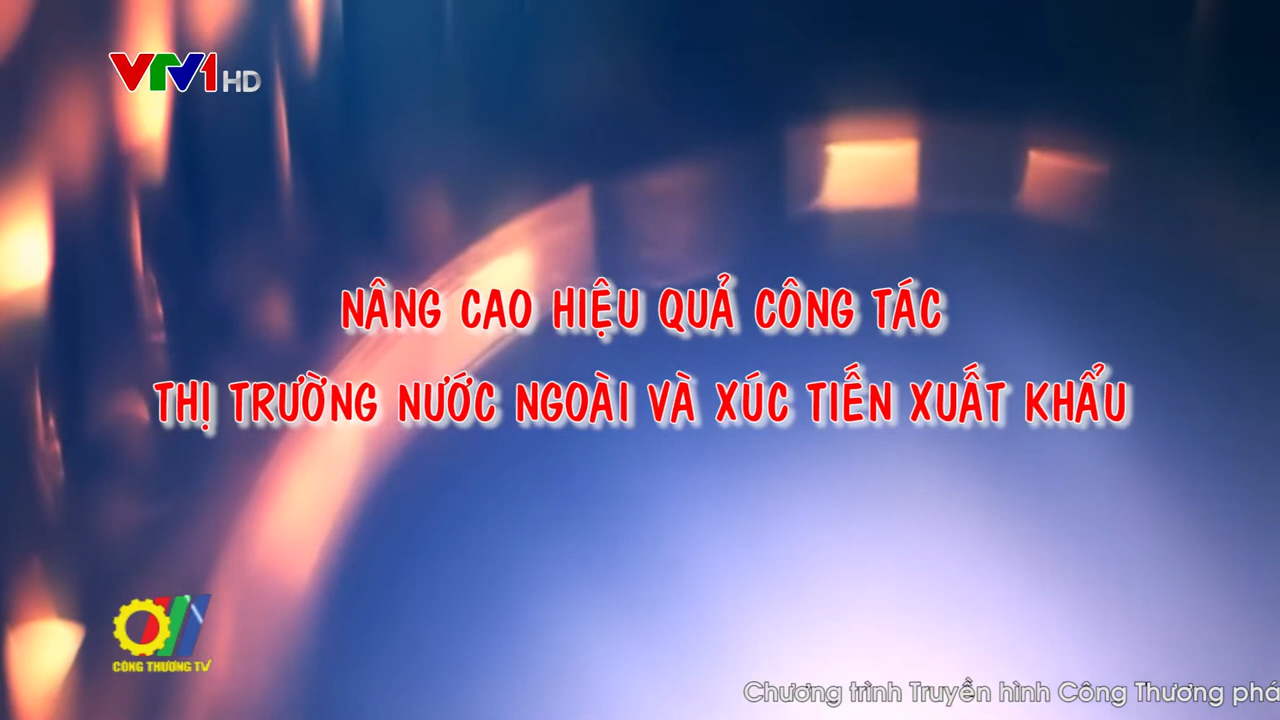 VTV1 HD
NÂNG CAO HIỆU QUẢ CÔNG TÁC
THỊ TRƯỜNG NƯỚC NGOÀI VÀ XÚC TIẾN XUẤT KHẨU
CÔNG THƯƠNG TV
Chương trình Truyền hình Công Thương phá